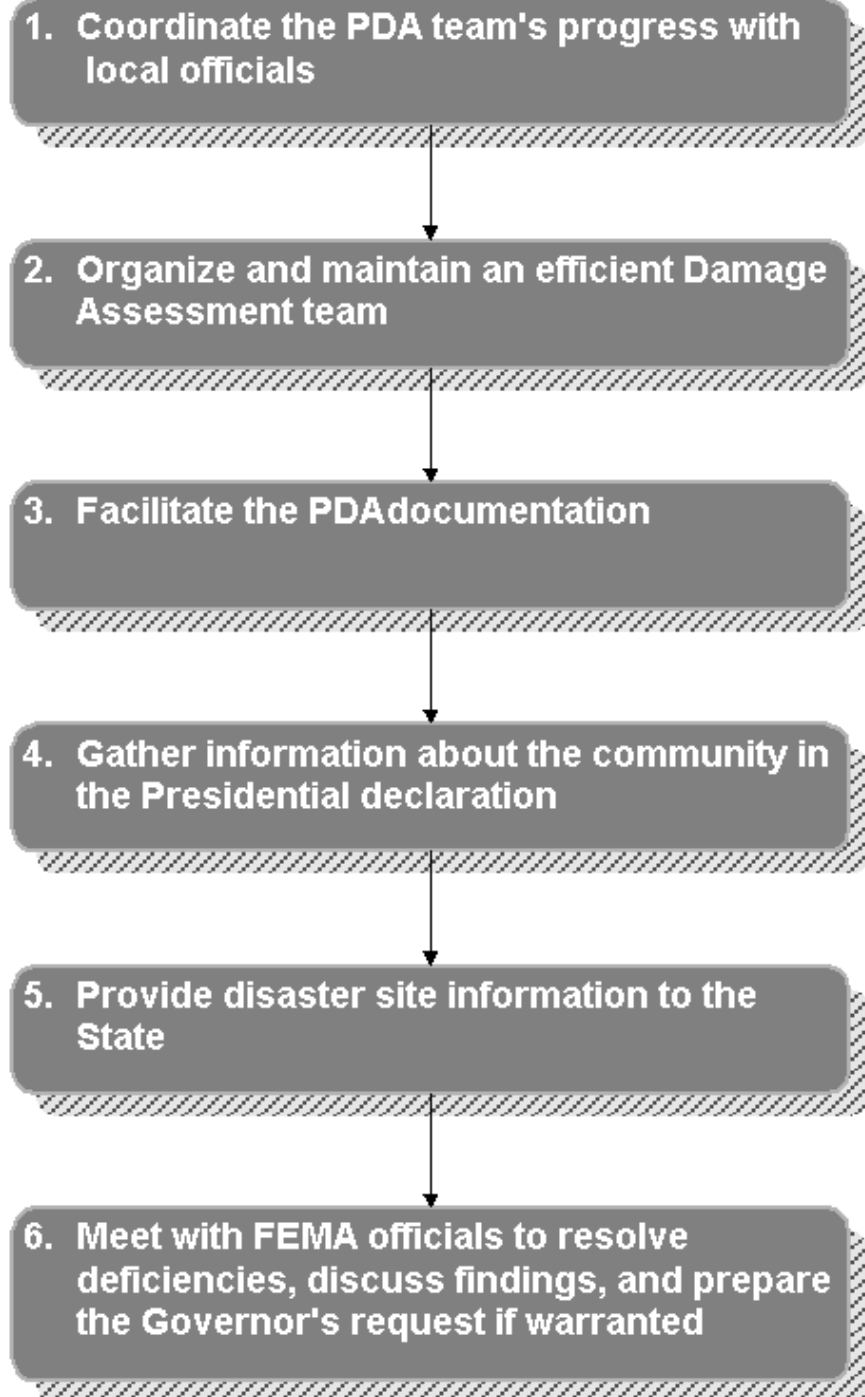 1. Coordinate the PDA team's progress with
local officials
2. Organize and maintain an efficient Damage
Assessment team
3. Facilitate the PDAdocumentation
4. Gather information about the community in
the Presidential declaration
5. Provide disaster site information to the
State
6. Meet with FEMA officials to resolve
deficiencies, discuss findings, and prepare
the Governor's request if warranted